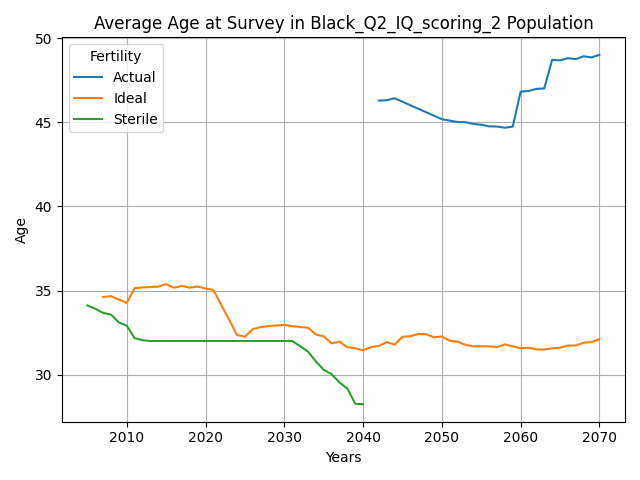 Average Age at Survey in Black_Q2_IQ_scoring_2 Population
Fertility
Actual
Ideal
Sterile
50
45
40
35
30
Age
2010 2020 2030 2040 2050 2060 2070
Years